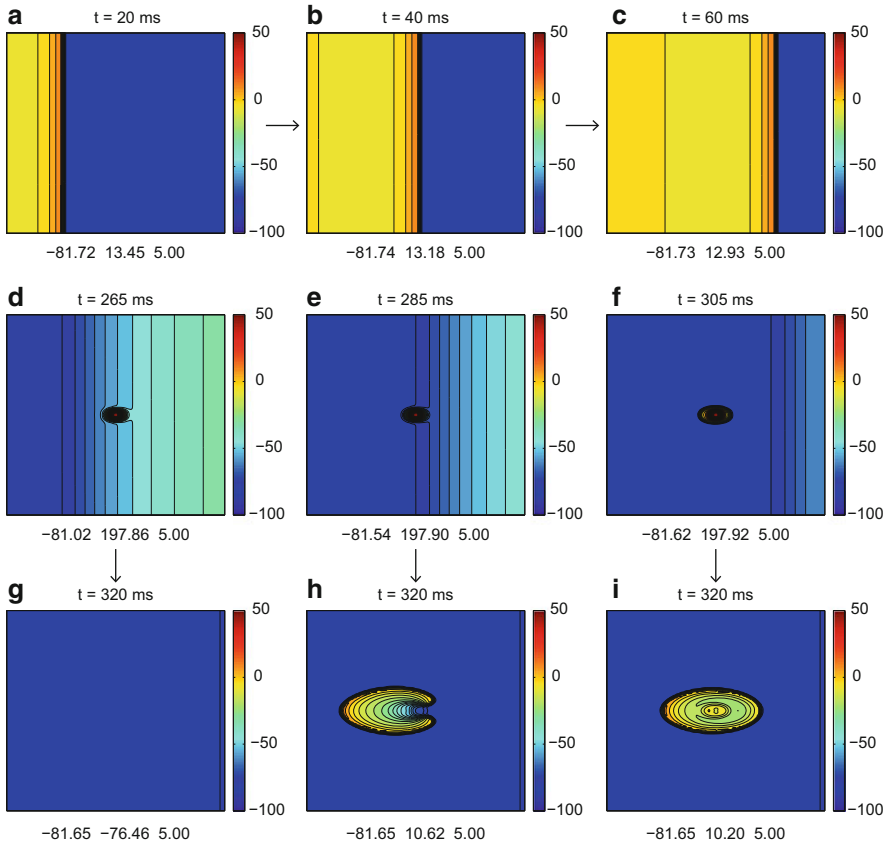 a
t = 20 ms
50
0
−50
−100
−81.72 13.45 5.00
b
t = 40 ms
50
0
−50
−100
−81.74 13.18 5.00
c
t = 60 ms
50
0
−50
−100
−81.73 12.93 5.00
d
t = 265 ms
50
0
−50
−100
−81.02 197.86 5.00
e
t = 285 ms
50
0
−50
−100
−81.54 197.90 5.00
f
t = 305 ms
50
0
−50
−100
−81.62 197.92 5.00
g
t = 320 ms
50
0
−50
−100
−81.65 −76.46 5.00
h
t = 320 ms
50
0
−50
−100
−81.65 10.62 5.00
i
t = 320 ms
50
0
−50
−100
−81.65 10.20 5.00